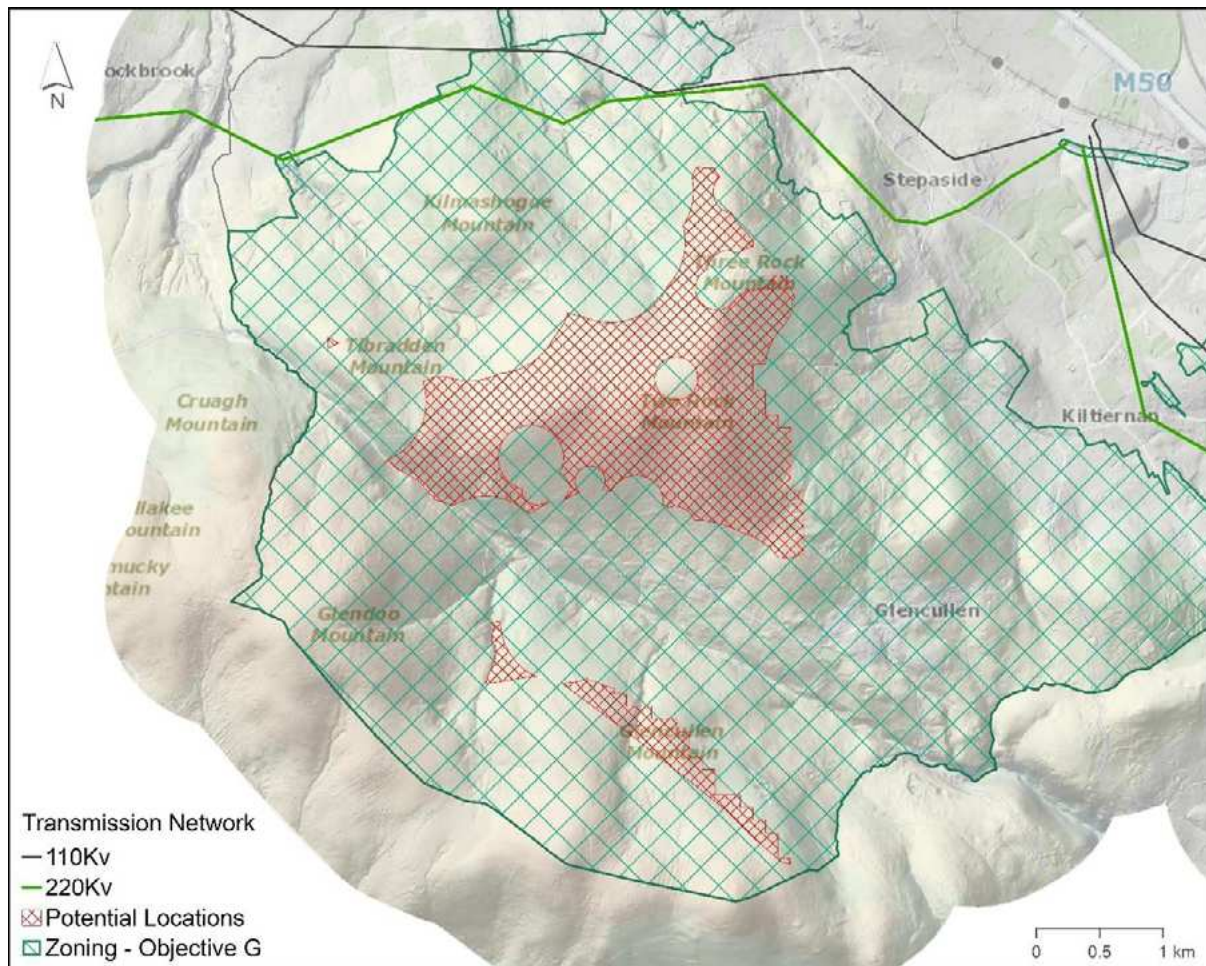 N
ockbrook
M50
Stepaside
Kilmashogue
Mountain
Three Rock
Mountain
Tibradden
Mountain
Cruagh
Mountain
Two Rock
Mountain
Kiltiernan
llakee
ountain
mucky
ntain
Glendoo
Mountain
Glencullen
Glencullen
Mountain
Transmission Network
110Kv
220Kv
Potential Locations
Zoning - Objective G
0 0.5 1 km